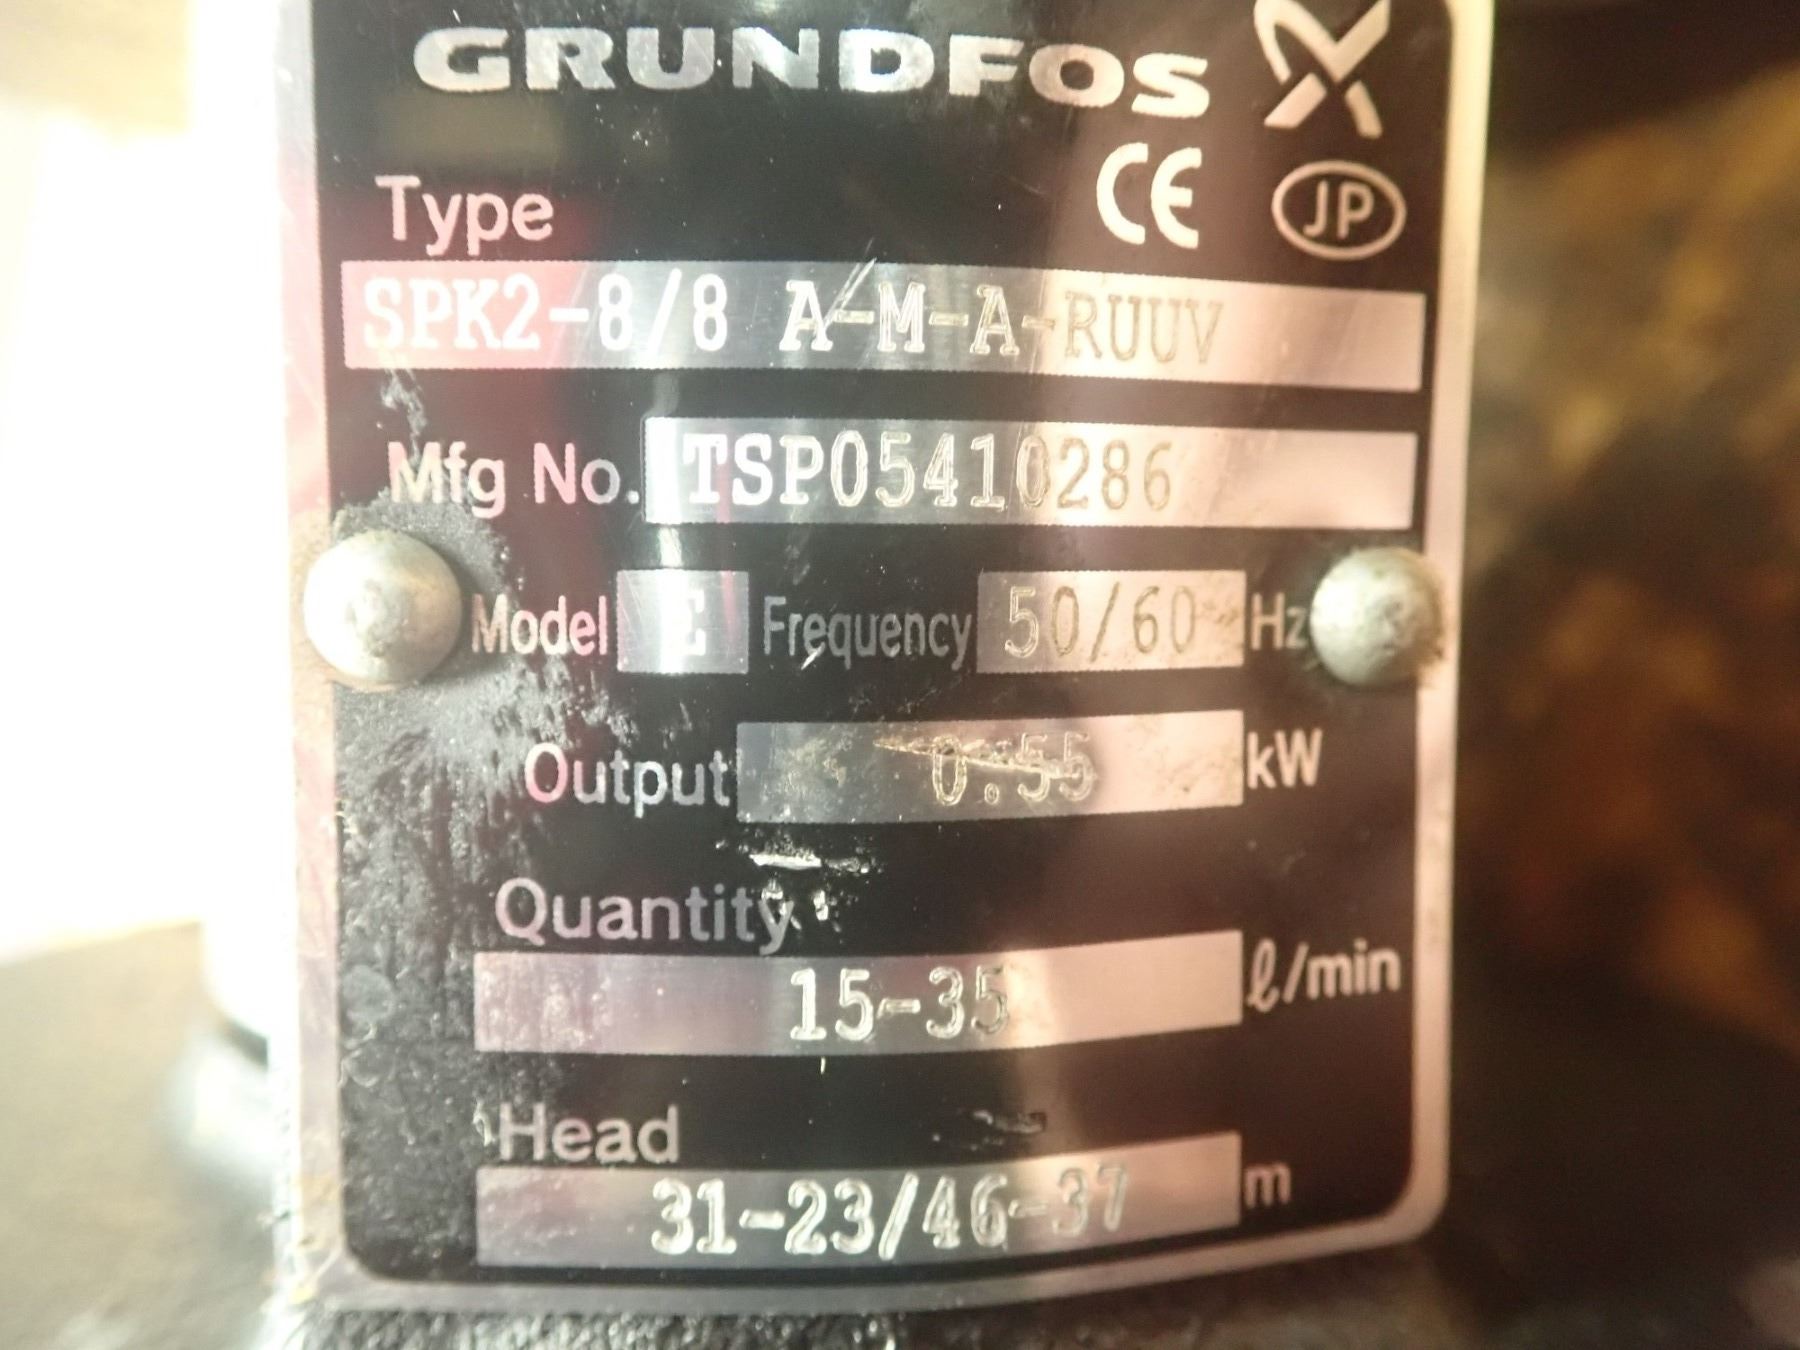 GRUNDFOS
CE JP
Type
SPK2-8/8 A-M-A-RUUV
Mfg No. TSP05410286
Model E Frequency 50/60 Hz
Output 0.55 kW
Quantity
15-35 ℓ/min
Head
31-23/46-37 m